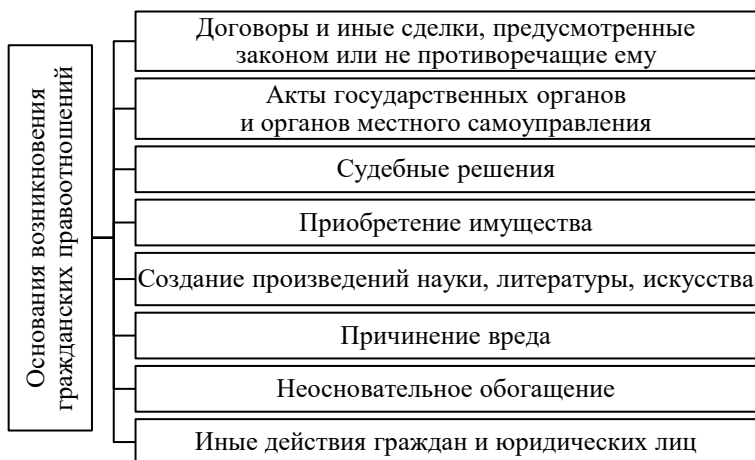 Основания возникновения
гражданских правоотношений
Договоры и иные сделки, предусмотренные
законом или не противоречащие ему
Акты государственных органов
и органов местного самоуправления
Судебные решения
Приобретение имущества
Создание произведений науки, литературы, искусства
Причинение вреда
Неосновательное обогащение
Иные действия граждан и юридических лиц